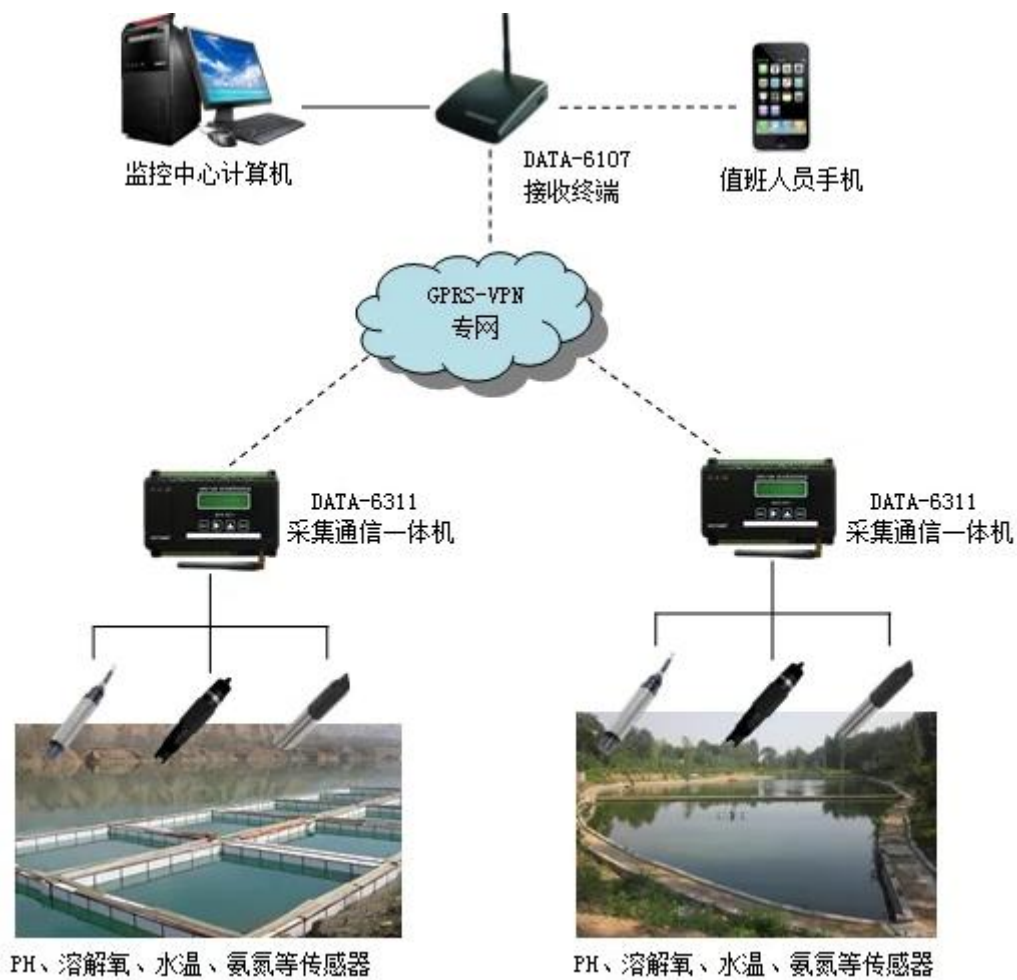 监控中心计算机
DATA-6107
接收终端
值班人员手机
GPRS-VPN
专网
DATA-6311
采集通信一体机
DATA-6311
采集通信一体机
PH、溶解氧、水温、氨氮等传感器
PH、溶解氧、水温、氨氮等传感器